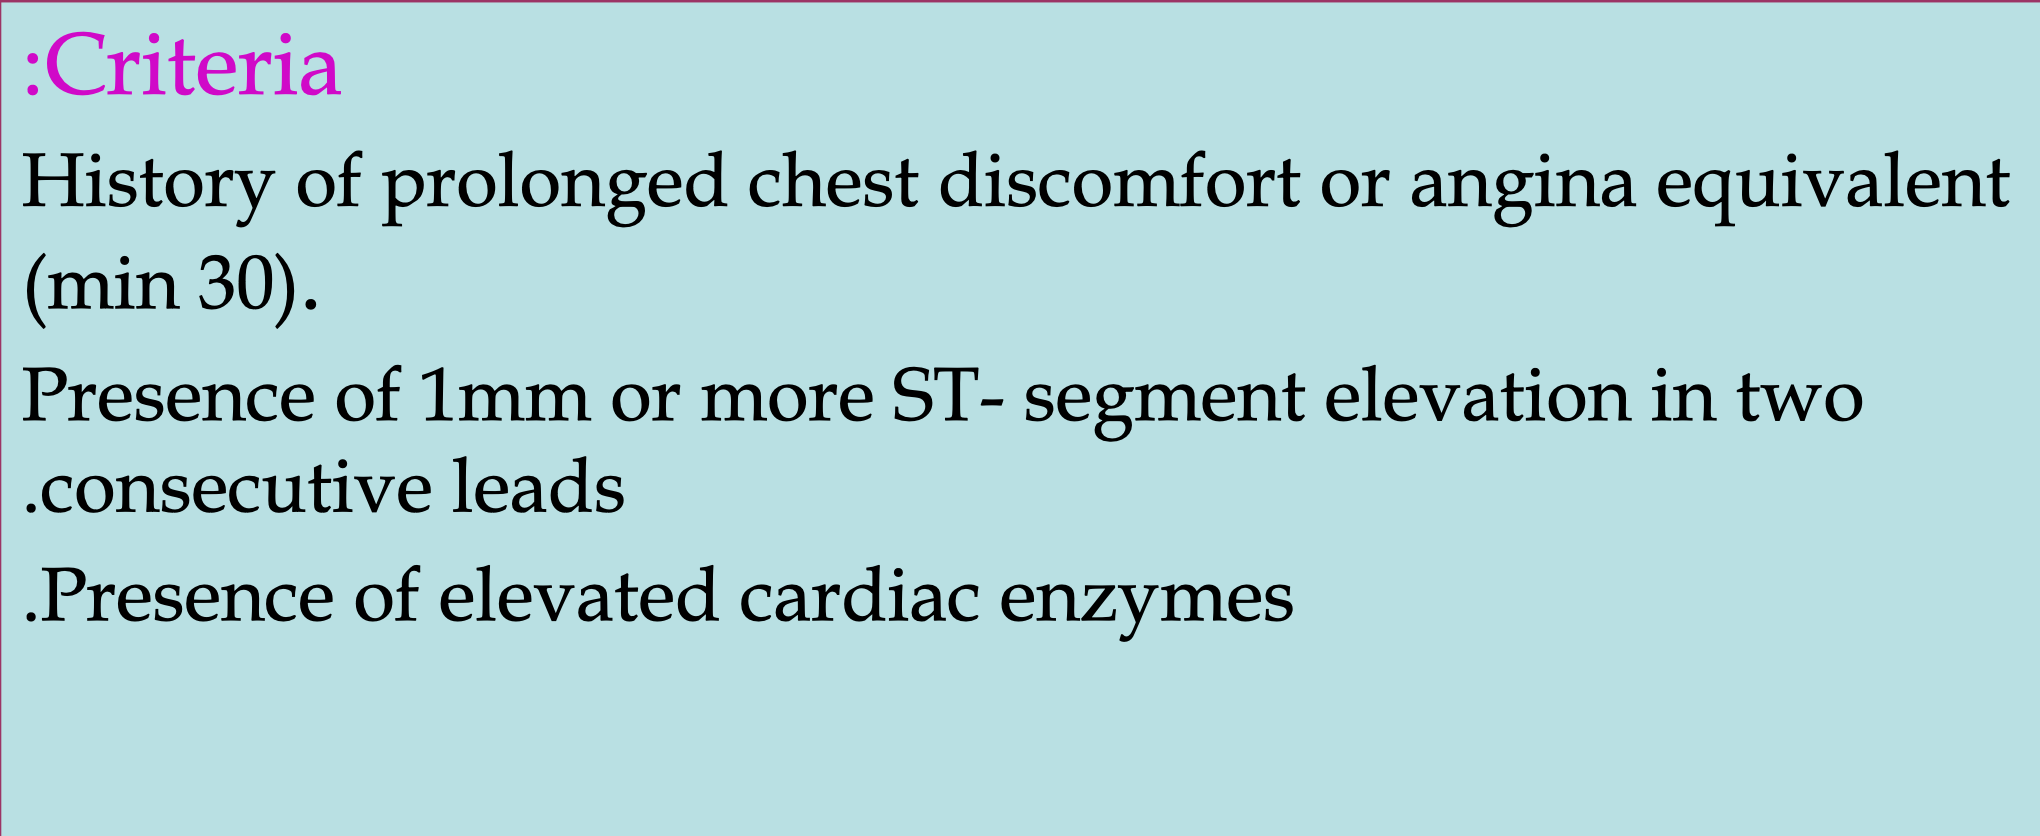 :Criteria
History of prolonged chest discomfort or angina equivalent
(min 30).
Presence of 1mm or more ST- segment elevation in two
.consecutive leads
.Presence of elevated cardiac enzymes